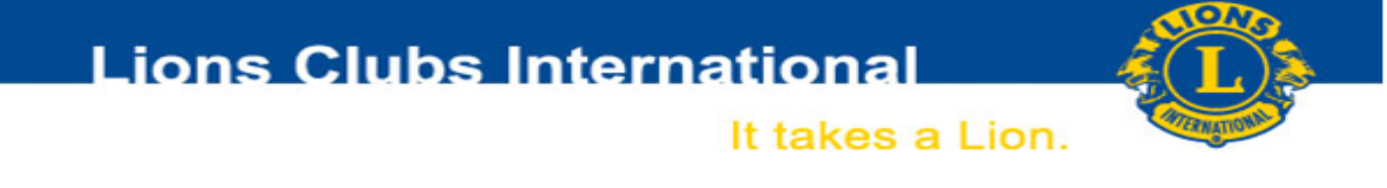 Lions Clubs International
It takes a Lion.
LIONS
L
INTERNATIONAL